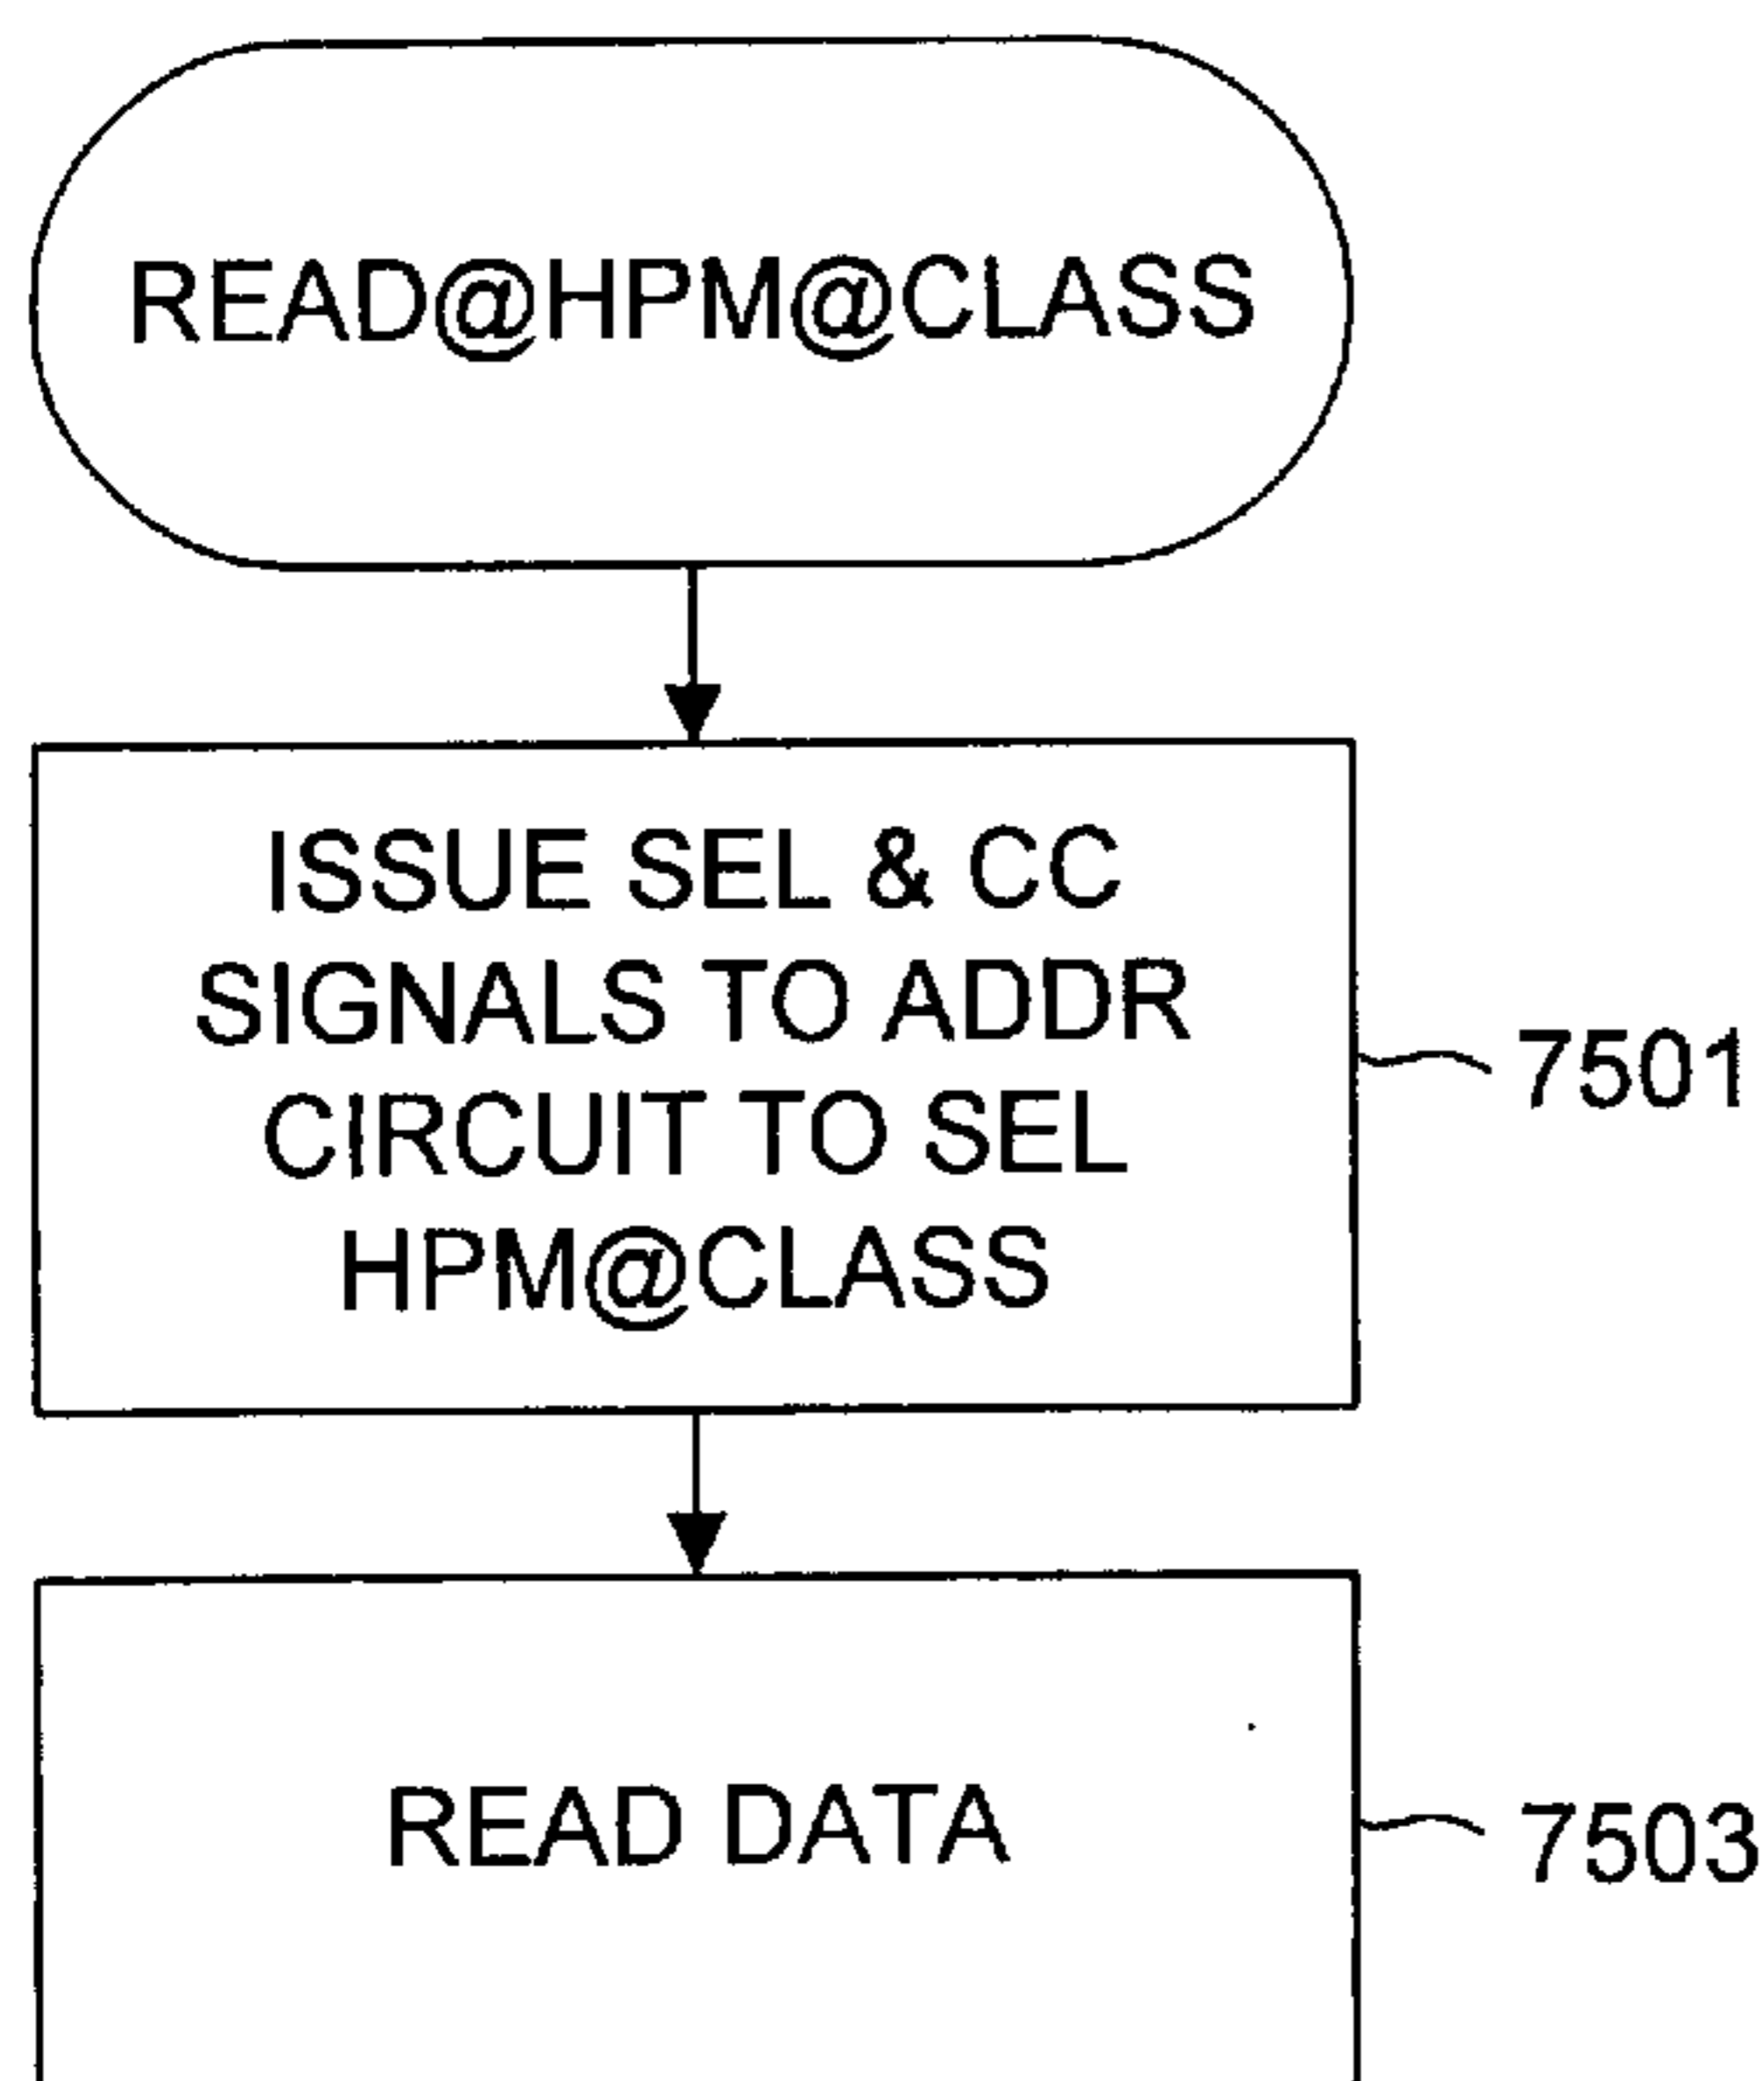 READ@HPM@CLASS
ISSUE SEL & CC
SIGNALS TO ADDR
CIRCUIT TO SEL
HPM@CLASS
7501
READ DATA
7503